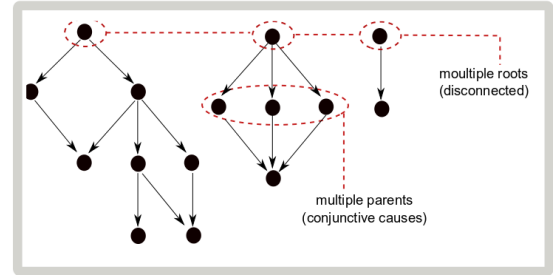 moultiple roots
(disconnected)
multiple parents
(conjunctive causes)